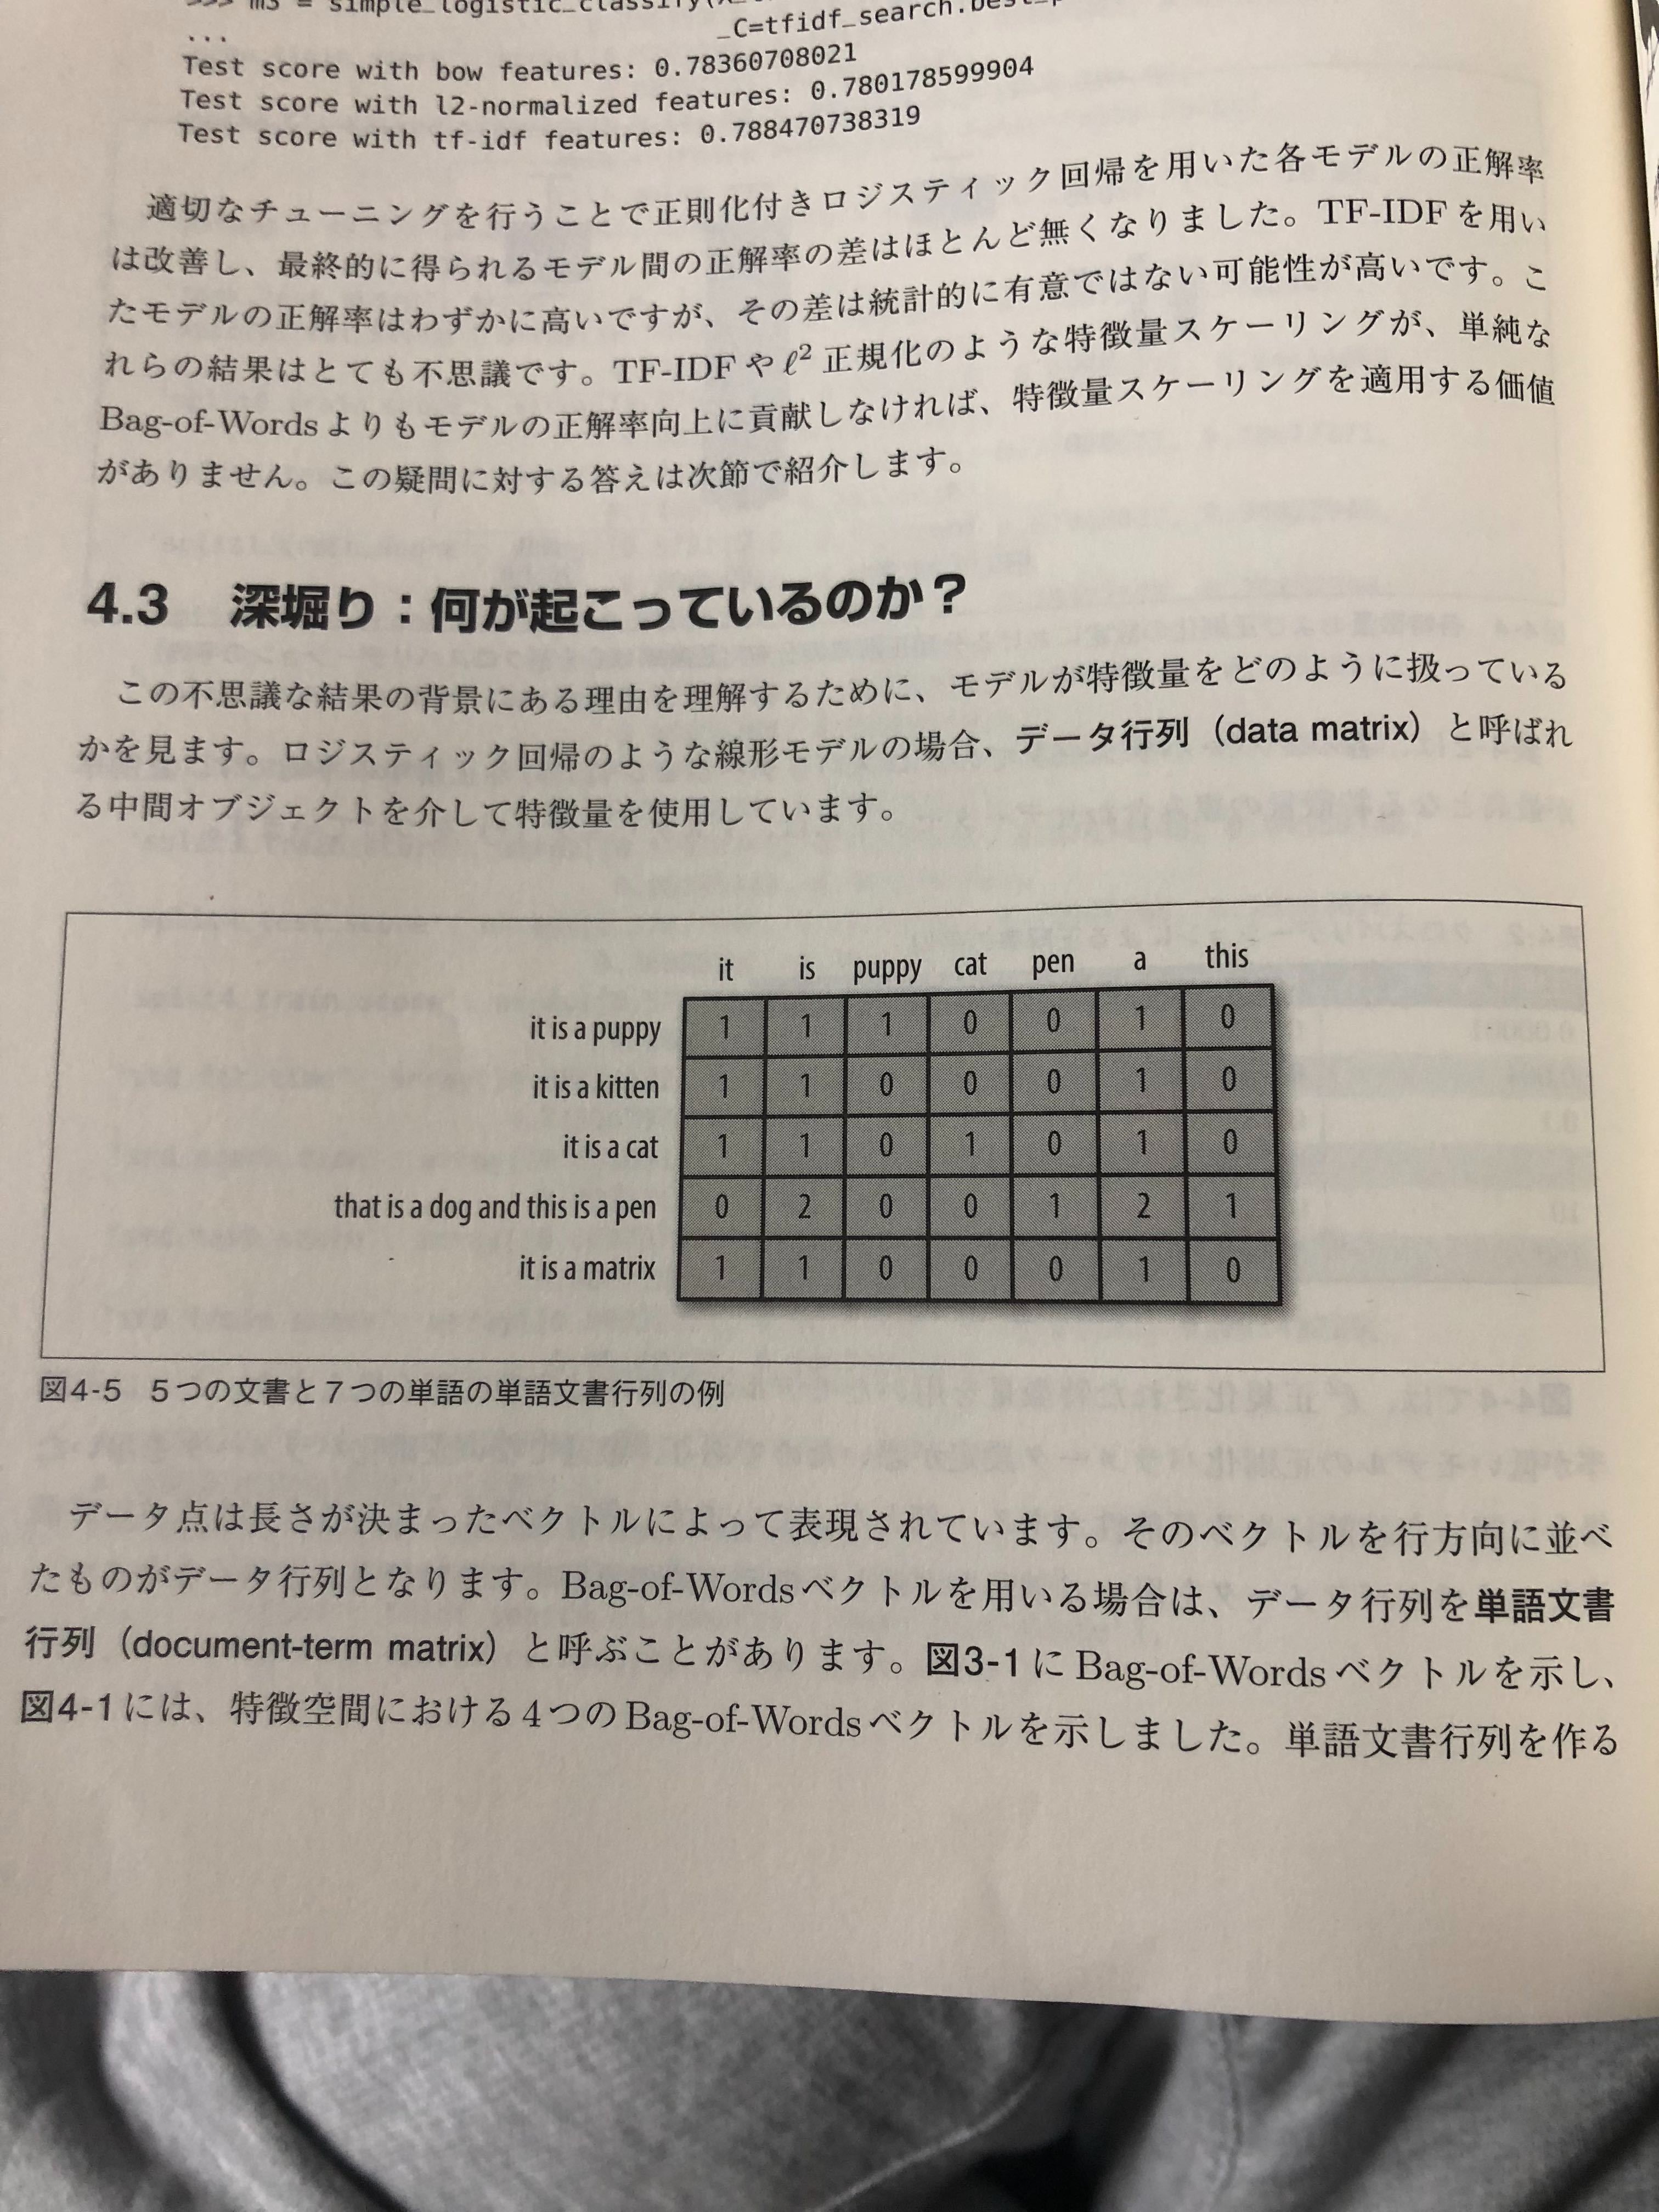 >>> m3 = simple_logistic_classify(
... _C=tfidf_search.best_
Test score with bow features: 0.78360708021
Test score with l2-normalized features: 0.780178599904
Test score with tf-idf features: 0.788470738319
適切なチューニングを行うことで正則化付きロジスティック回帰を用いた各モデルの正解率
は改善し、最終的に得られるモデル間の正解率の差はほとんど無くなりました。TF-IDFを用い
たモデルの正解率はわずかに高いですが、その差は統計的に有意ではない可能性が高いです。こ
れらの結果はとても不思議です。TF-IDFやℓ²正規化のような特徴量スケーリングが、単純な
Bag-of-Wordsよりもモデルの正解率向上に貢献しなければ、特徴量スケーリングを適用する価値
がありません。この疑問に対する答えは次節で紹介します。
4.3 深堀り：何が起こっているのか？
この不思議な結果の背景にある理由を理解するために、モデルが特徴量をどのように扱っている
かを見ます。ロジスティック回帰のような線形モデルの場合、データ行列（data matrix）と呼ばれ
る中間オブジェクトを介して特徴量を使用しています。
it is puppy cat pen a this
it is a puppy 1 1 1 0 0 1 0
it is a kitten 1 1 0 0 0 1 0
it is a cat 1 1 0 1 0 1 0
that is a dog and this is a pen 0 2 0 0 1 2 1
it is a matrix 1 1 0 0 0 1 0
図4-5 5つの文書と7つの単語の単語文書行列の例
データ点は長さが決まったベクトルによって表現されています。そのベクトルを行方向に並べ
たものがデータ行列となります。Bag-of-Wordsベクトルを用いる場合は、データ行列を単語文書
行列（document-term matrix）と呼ぶことがあります。図3-1にBag-of-Wordsベクトルを示し、
図4-1には、特徴空間における4つのBag-of-Wordsベクトルを示しました。単語文書行列を作る